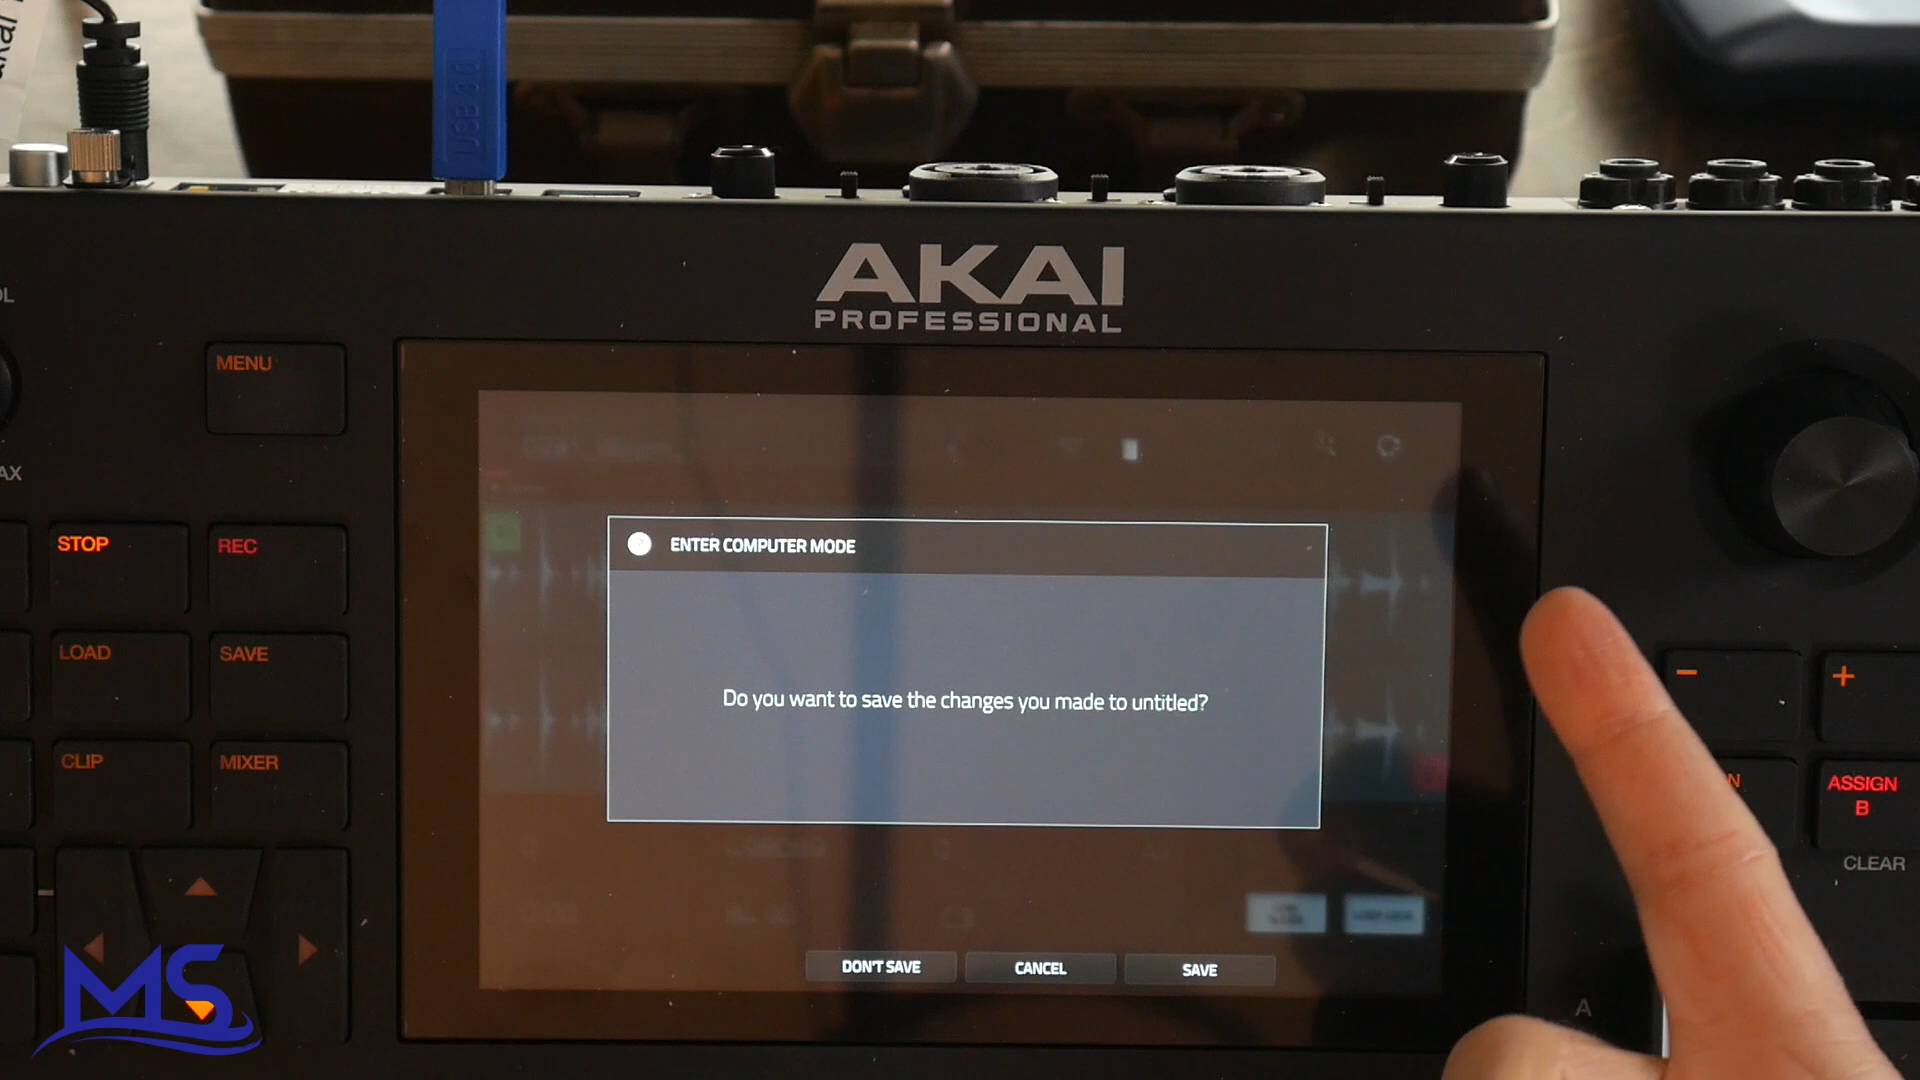 USB 3.0
AKAI
PROFESSIONAL
MENU
STOP
REC
LOAD
SAVE
CLIP
MIXER
ENTER COMPUTER MODE
Do you want to save the changes you made to untitled?
DON'T SAVE
CANCEL
SAVE
-
+
ASSIGN
B
CLEAR
A
MS